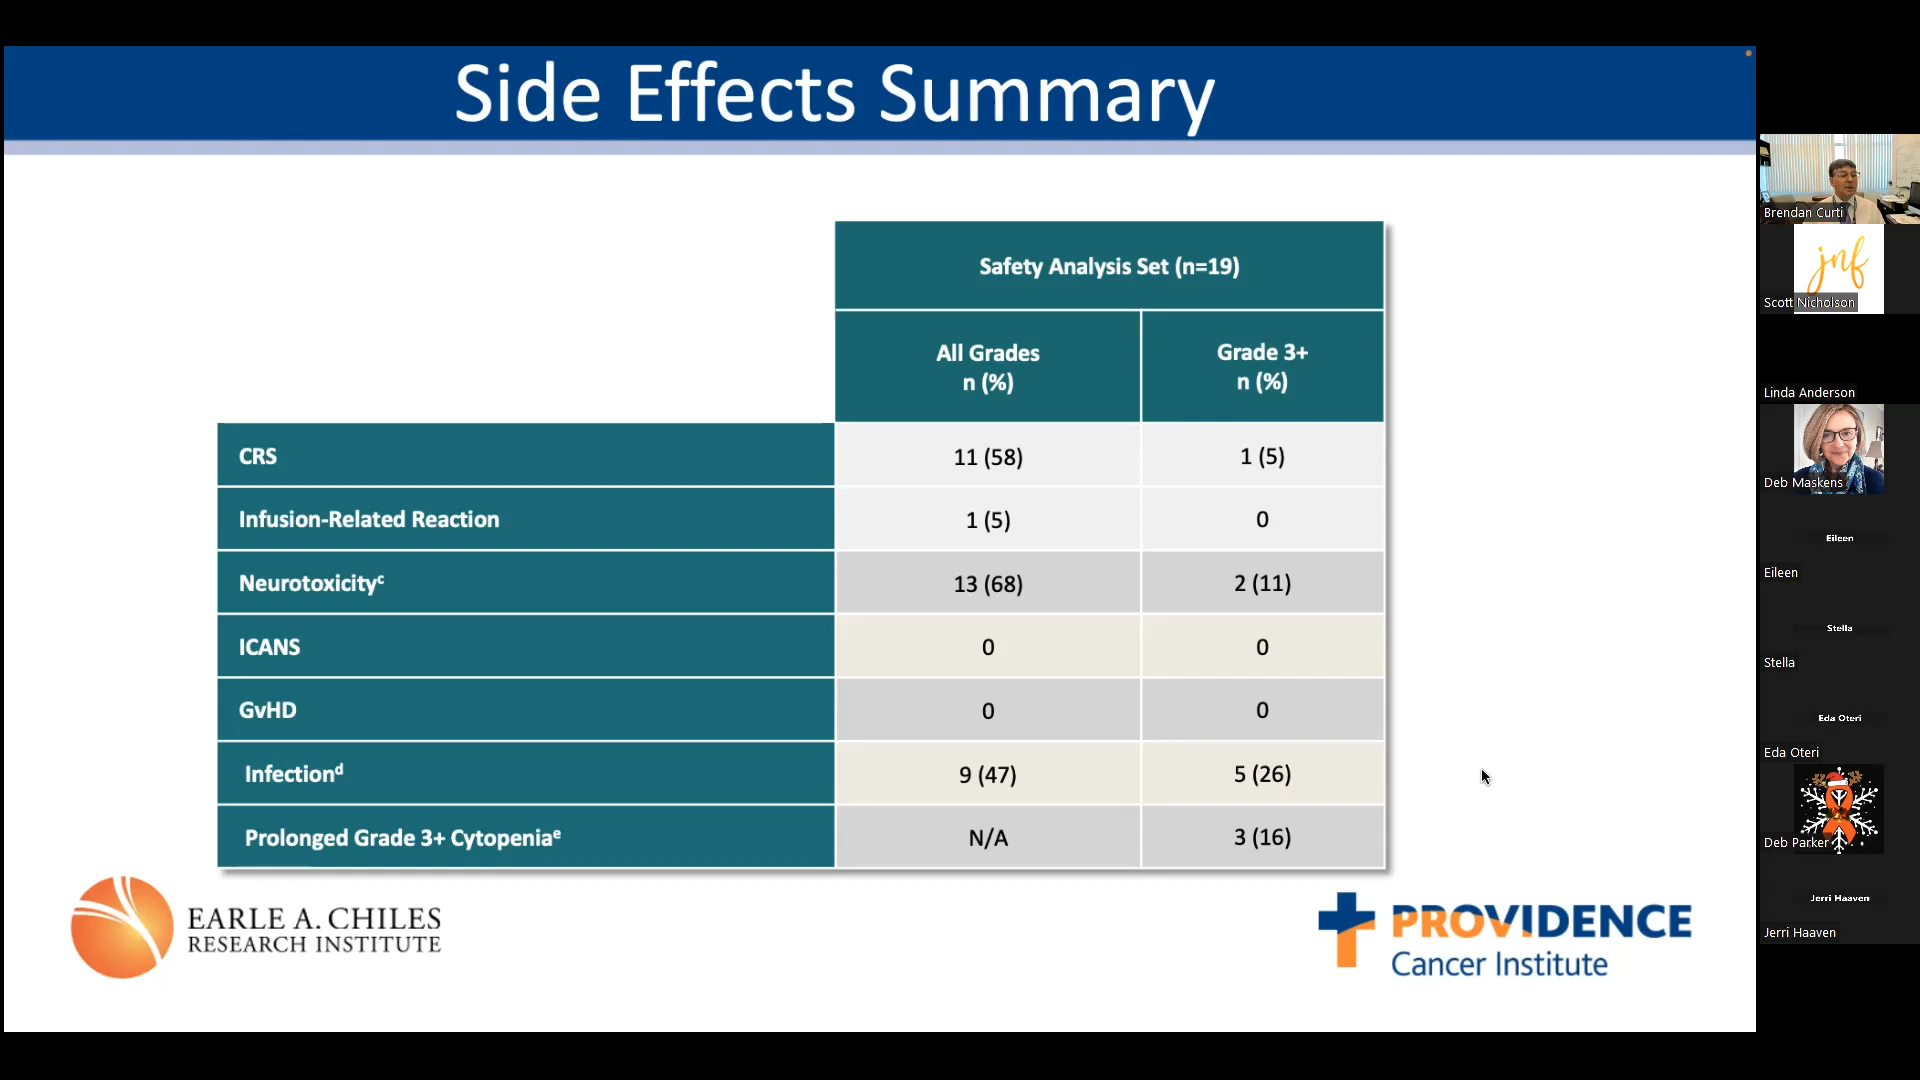 Side Effects Summary
Safety Analysis Set (n=19)
All Grades
n (%)
Grade 3+
n (%)
CRS
11 (58)
1 (5)
Infusion-Related Reaction
1 (5)
0
Neurotoxicityᶜ
13 (68)
2 (11)
ICANS
0
0
GvHD
0
0
Infectionᵈ
9 (47)
5 (26)
Prolonged Grade 3+ Cytopeniaᵉ
N/A
3 (16)
EARLE A. CHILES
RESEARCH INSTITUTE
PROVIDENCE
Cancer Institute
Brendan Curti
jnf
Scott Nicholson
Linda Anderson
Deb Maskens
Eileen
Eileen
Stella
Stella
Eda Oteri
Eda Oteri
Deb Parker
Jerri Haaven
Jerri Haaven